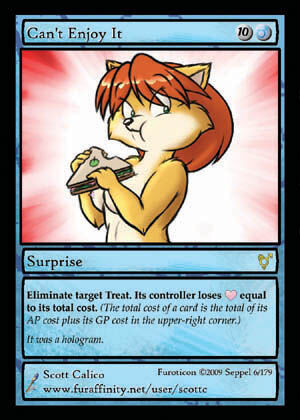 Can't Enjoy It 10
Surprise
Eliminate target Treat. Its controller loses equal
to its total cost. (The total cost of a card is the total of its
AP cost plus its GP cost in the upper-right corner.)
It was a hologram.
Scott Calico Furoticon ©2009 Seppel 6/179
www.furaffinity.net/user/scottc